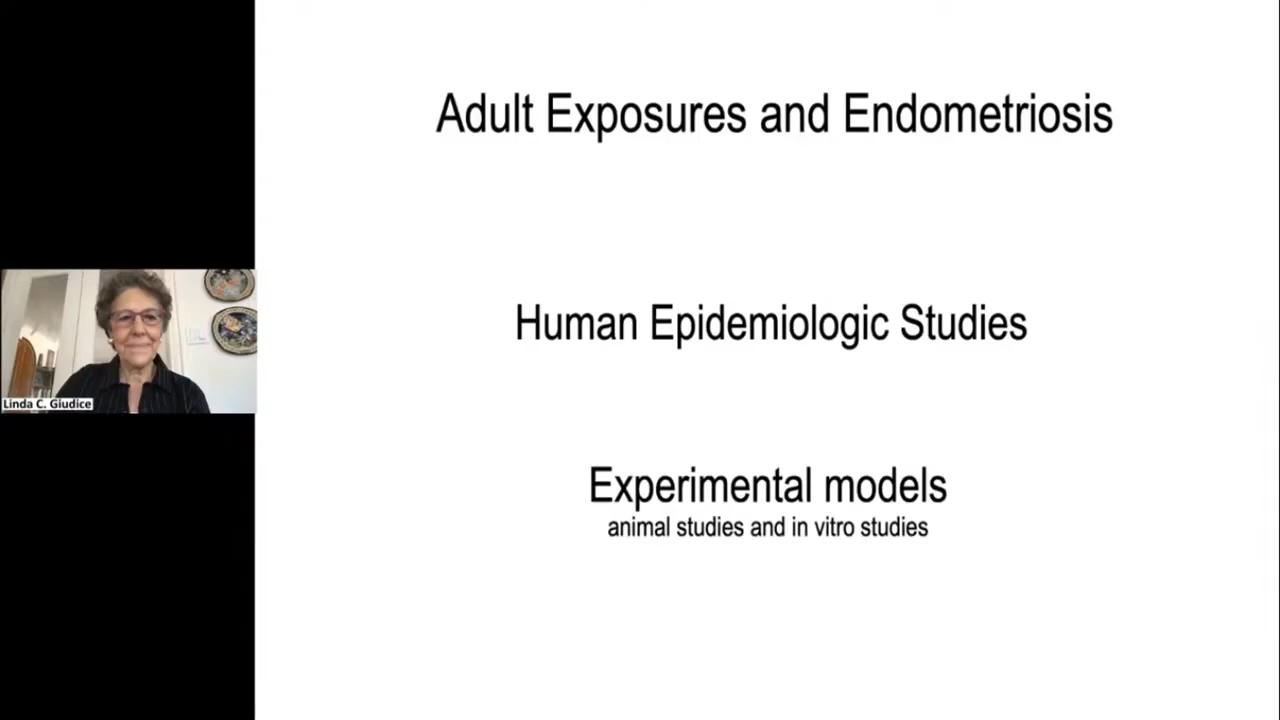 Adult Exposures and Endometriosis
Human Epidemiologic Studies
Linda C. Giudice
Experimental models
animal studies and in vitro studies